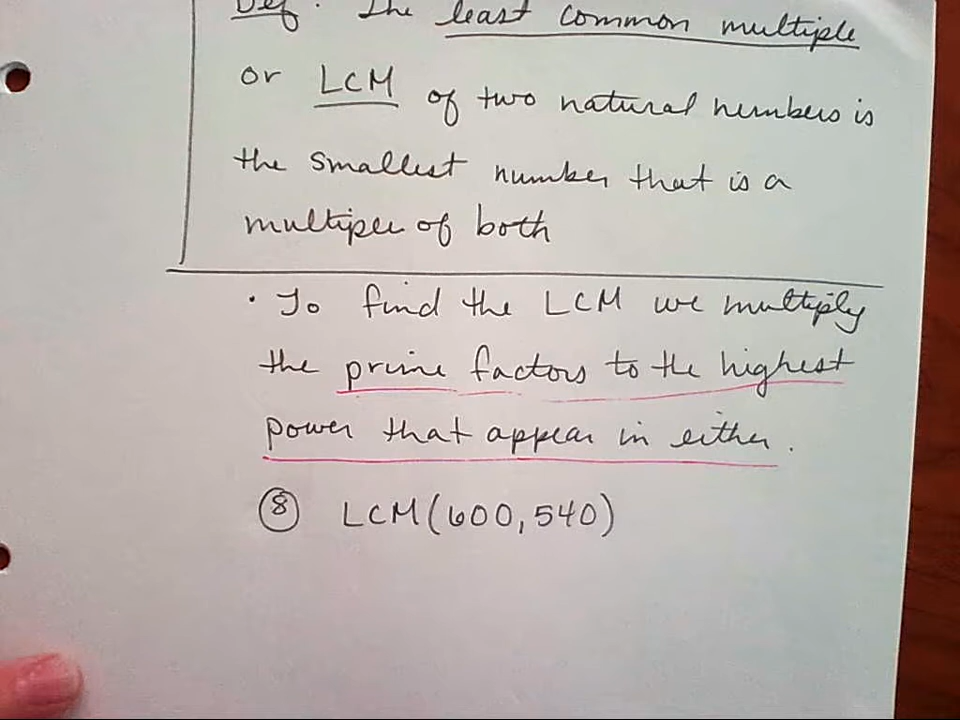 Def. The least common multiple
or LCM of two natural numbers is
the smallest number that is a
multiple of both
· To find the LCM we multiply
the prime factors to the highest
power that appear in either.
⑧ LCM(600,540)